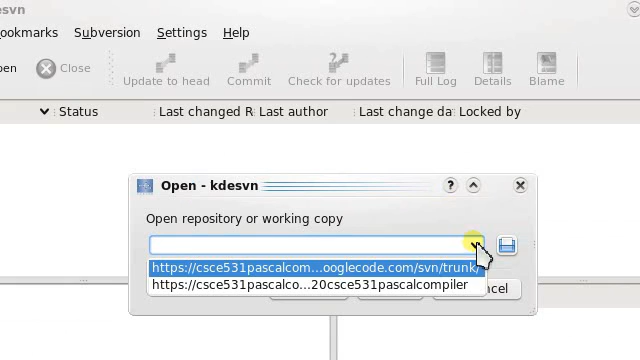 esvn
ookmarks Subversion Settings Help
pen Close Update to head Commit Check for updates Full Log Details Blame
Status Last changed R Last author Last change da Locked by
Open - kdesvn
Open repository or working copy
https://csce531pascalcom...ooglecode.com/svn/trunk/
https://csce531pascalco...20csce531pascalcompiler
ncel